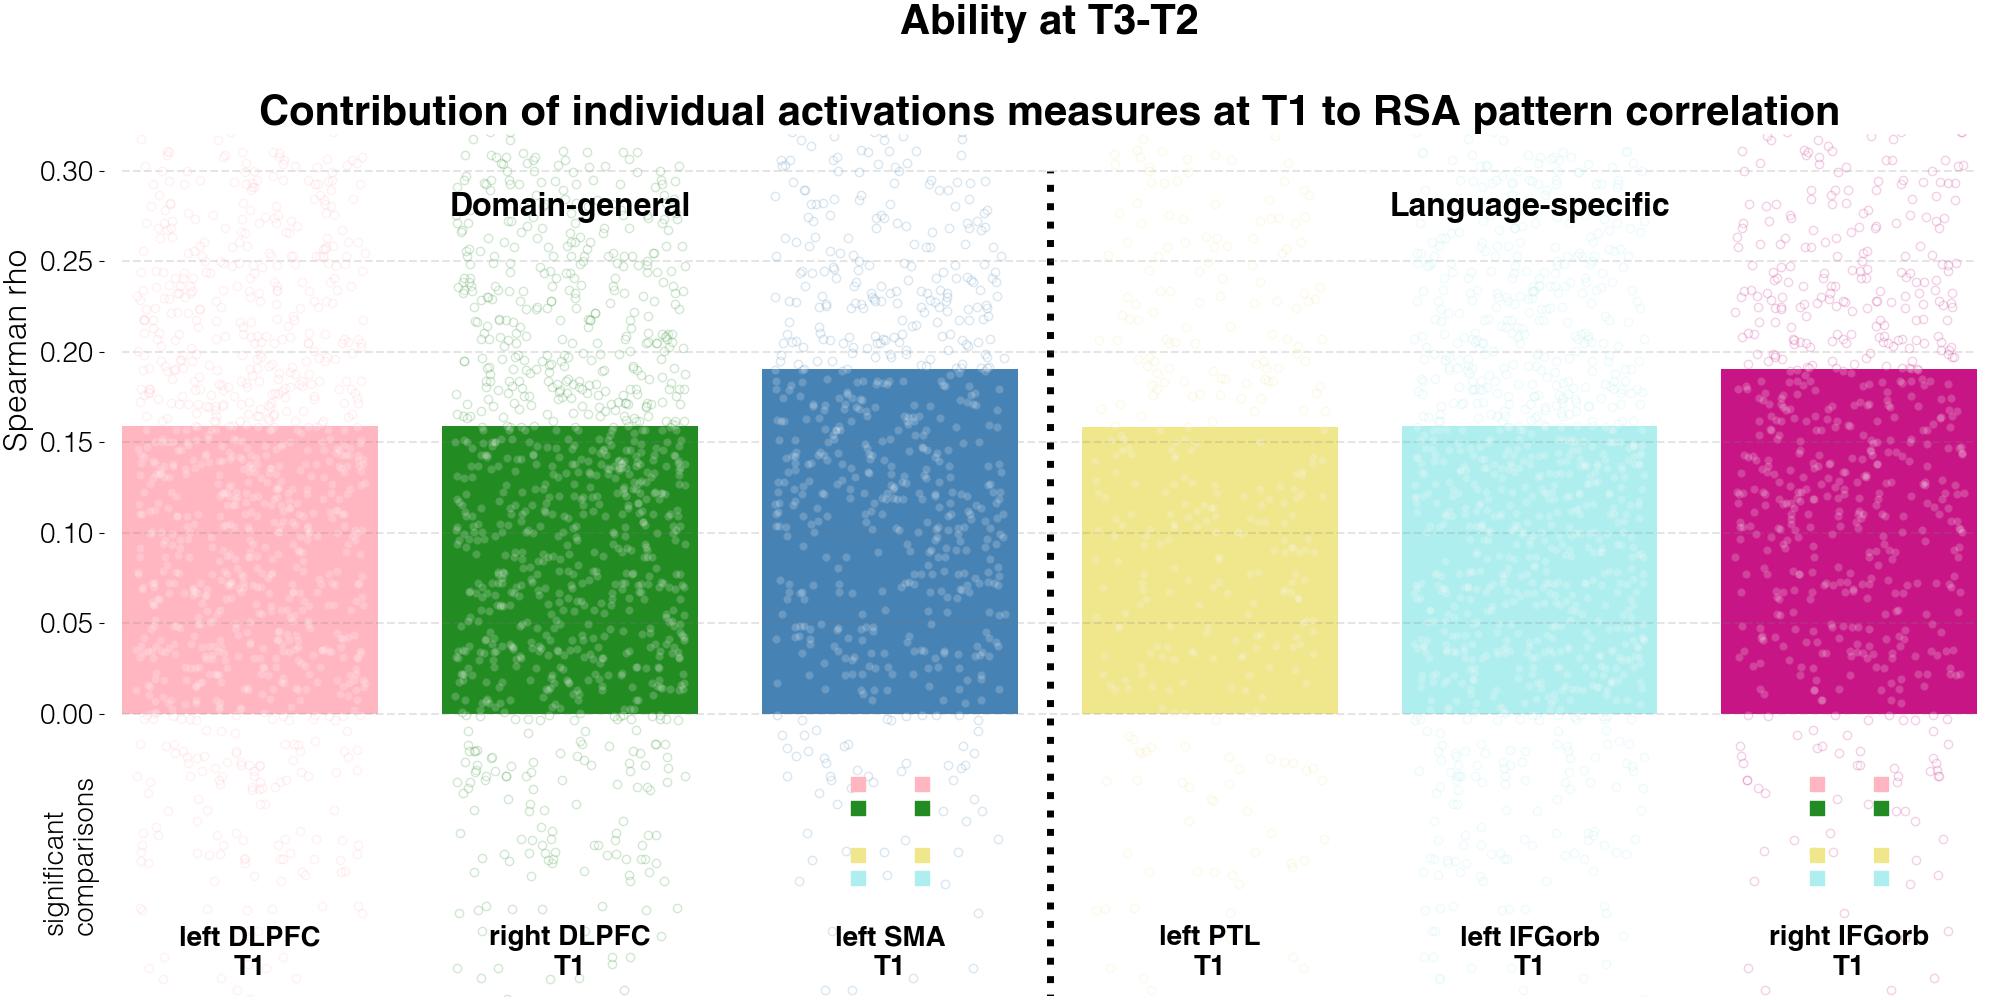 Ability at T3-T2
Contribution of individual activations measures at T1 to RSA pattern correlation
0.30
0.25
0.20
0.15
0.10
0.05
0.00
Spearman rho
Domain-general
Language-specific
significant
comparisons
left DLPFC
T1
right DLPFC
T1
left SMA
T1
left PTL
T1
left IFGorb
T1
right IFGorb
T1